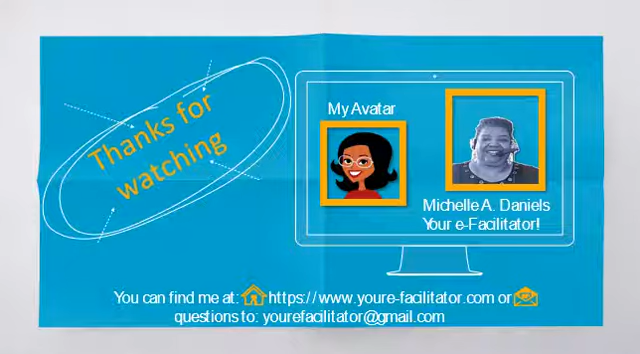 Thanks for
watching
My Avatar
Michelle A. Daniels
Your e-Facilitator!
You can find me at: https://www.youre-facilitator.com or
questions to: yourefacilitator@gmail.com